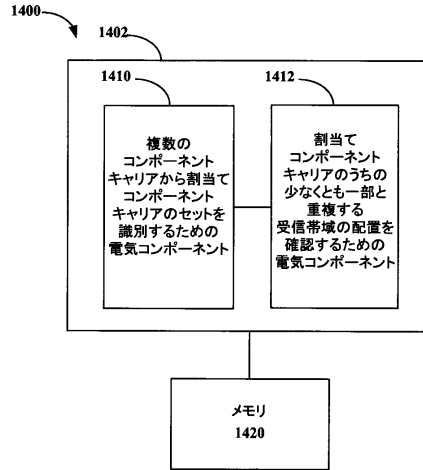 1400
1402
1410
複数の
コンポーネント
キャリアから割当て
コンポーネント
キャリアのセットを
識別するための
電気コンポーネント
1412
割当て
コンポーネント
キャリアのうちの
少なくとも一部と
重複する
受信帯域の配置を
確認するための
電気コンポーネント
メモリ
1420